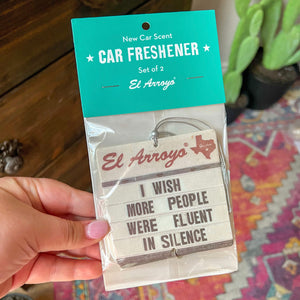 New Car Scent
★ CAR FRESHENER ★
Set of 2
El Arroyo®
El Arroyo®
I WISH
MORE PEOPLE
WERE FLUENT
IN SILENCE